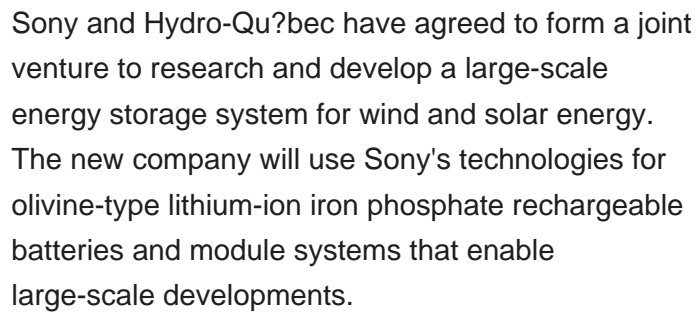 Sony and Hydro-Qu?bec have agreed to form a joint
venture to research and develop a large-scale
energy storage system for wind and solar energy.
The new company will use Sony's technologies for
olivine-type lithium-ion iron phosphate rechargeable
batteries and module systems that enable
large-scale developments.